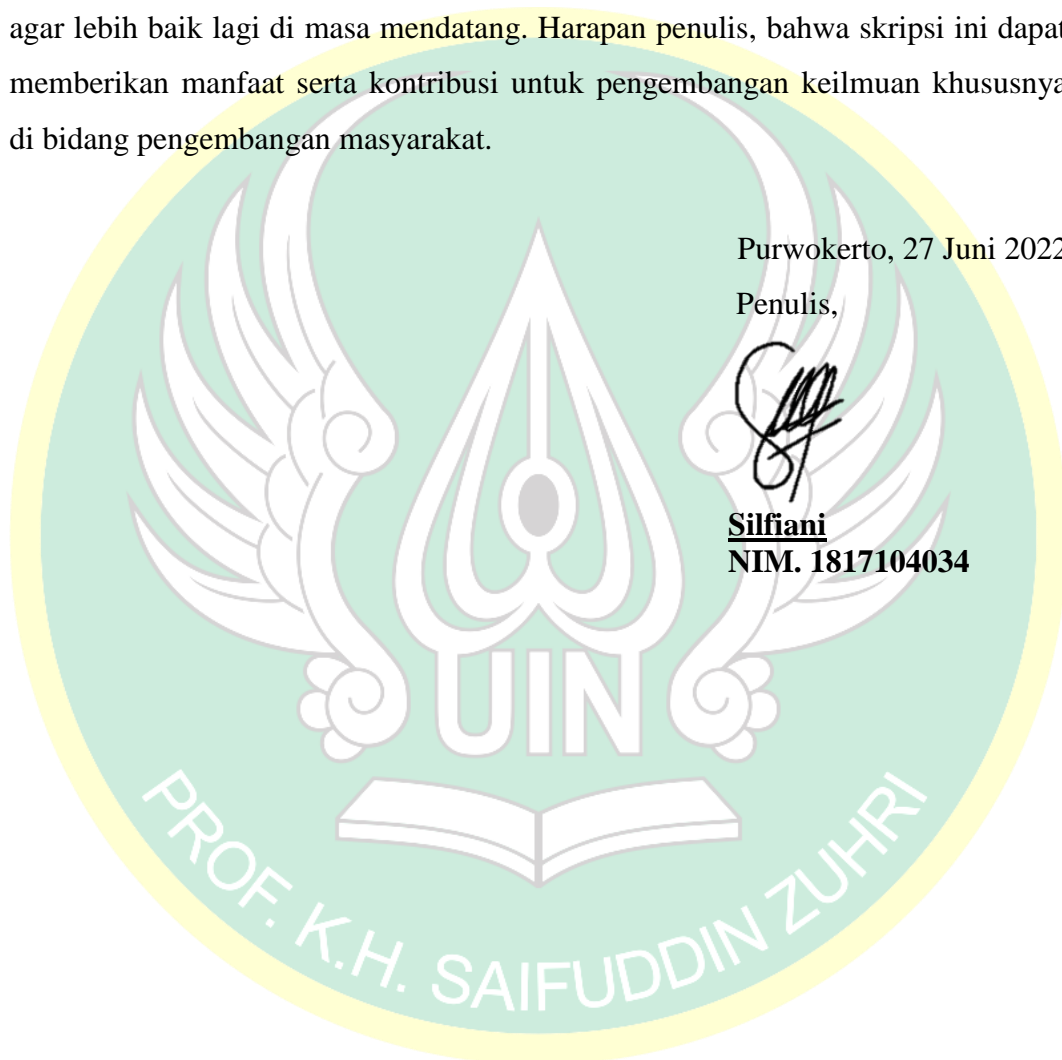 agar lebih baik lagi di masa mendatang. Harapan penulis, bahwa skripsi ini dapat
memberikan manfaat serta kontribusi untuk pengembangan keilmuan khususnya
di bidang pengembangan masyarakat.
Purwokerto, 27 Juni 2022
Penulis,
Silfiani
NIM. 1817104034
UIN
PROF. K.H. SAIFUDDIN ZUHRI